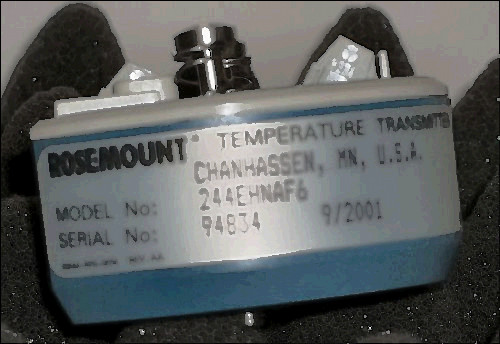 ROSEMOUNT TEMPERATURE TRANSMITTER
CHANHASSEN, MN, U.S.A.
MODEL No: 244EHNAF6
SERIAL No: 94834 9/2001